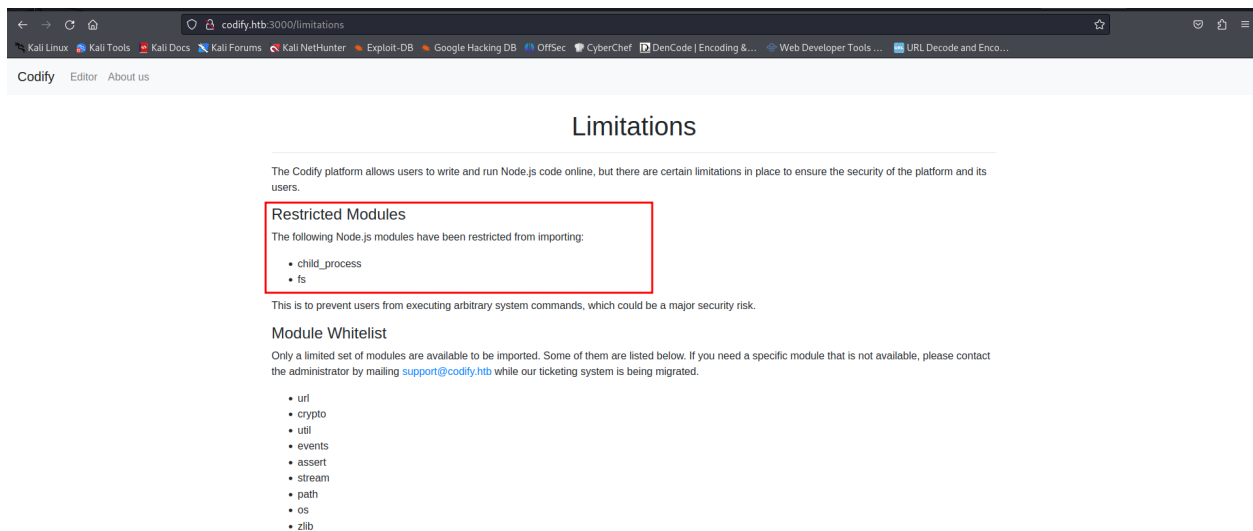 codify.htb:3000/limitations
Kali Linux Kali Tools Kali Docs Kali Forums Kali NetHunter Exploit-DB Google Hacking DB OffSec CyberChef DenCode | Encoding &... Web Developer Tools ... URL Decode and Enco...
Codify Editor About us
Limitations
The Codify platform allows users to write and run Node.js code online, but there are certain limitations in place to ensure the security of the platform and its
users.
Restricted Modules
The following Node.js modules have been restricted from importing:
• child_process
• fs
This is to prevent users from executing arbitrary system commands, which could be a major security risk.
Module Whitelist
Only a limited set of modules are available to be imported. Some of them are listed below. If you need a specific module that is not available, please contact
the administrator by mailing support@codify.htb while our ticketing system is being migrated.
• url
• crypto
• util
• events
• assert
• stream
• path
• os
• zlib